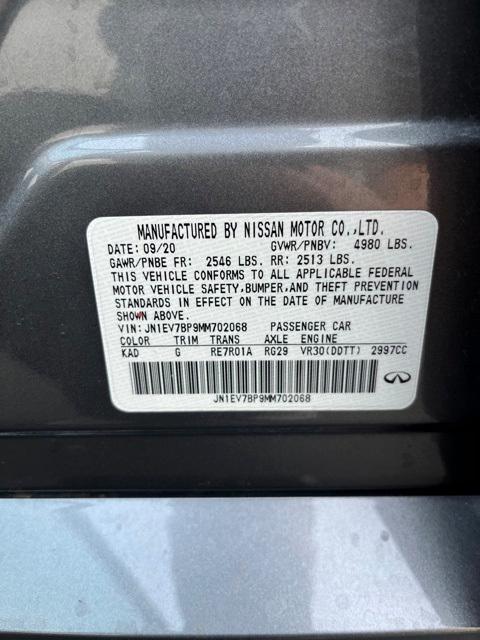 MANUFACTURED BY NISSAN MOTOR CO.,LTD.
DATE: 09/20 GVWR/PNBV: 4980 LBS.
GAWR/PNBE FR: 2546 LBS. RR: 2513 LBS.
THIS VEHICLE CONFORMS TO ALL APPLICABLE FEDERAL
MOTOR VEHICLE SAFETY,BUMPER,AND THEFT PREVENTION
STANDARDS IN EFFECT ON THE DATE OF MANUFACTURE
SHOWN ABOVE.
VIN: JN1EV7BP9MM702068 PASSENGER CAR
COLOR TRIM TRANS AXLE ENGINE
KAD G RE7R01A RG29 VR30(DDTT) 2997CC
JN1EV7BP9MM702068